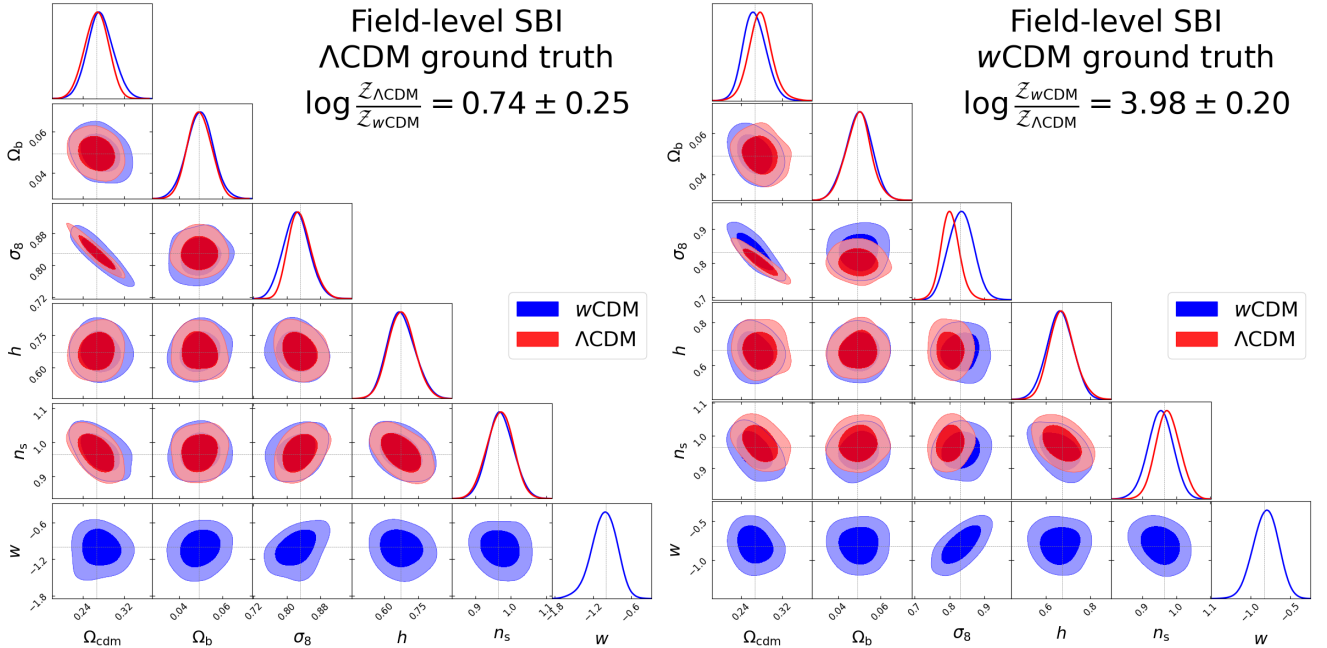 Field-level SBI
ΛCDM ground truth
log 𝒵ΛCDM/𝒵wCDM = 0.74 ± 0.25
Ωb
0.06
0.04
σ8
0.88
0.80
0.72
h
0.75
0.60
ns
1.1
1.0
0.9
w
−0.6
−1.2
−1.8
wCDM
ΛCDM
0.24 0.32 0.04 0.06 0.72 0.80 0.88 0.60 0.75 0.9 1.0 1.1 −1.8 −1.2 −0.6
Ωcdm Ωb σ8 h ns w
Field-level SBI
wCDM ground truth
log 𝒵wCDM/𝒵ΛCDM = 3.98 ± 0.20
Ωb
0.06
0.04
σ8
0.9
0.8
0.7
h
0.8
0.6
ns
1.1
1.0
0.9
w
−0.5
−1.0
wCDM
ΛCDM
0.24 0.32 0.04 0.06 0.7 0.8 0.9 0.6 0.8 0.9 1.0 1.1 −1.0 −0.5
Ωcdm Ωb σ8 h ns w